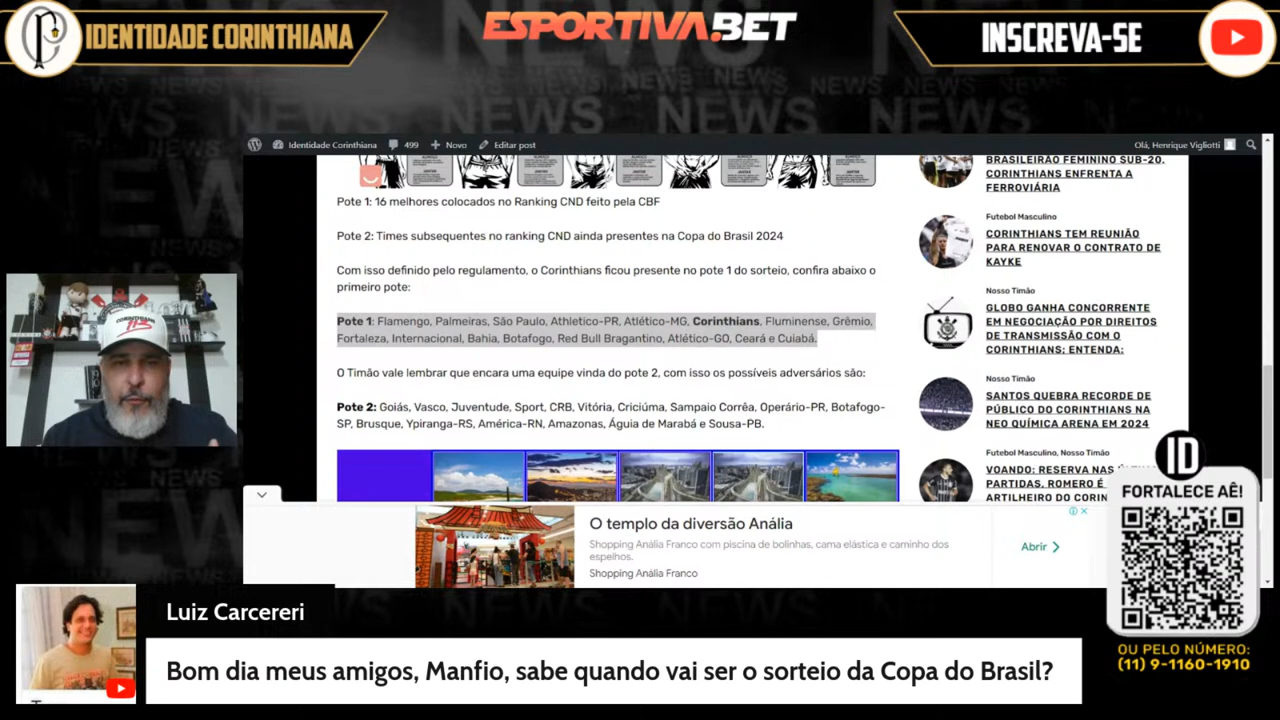 IDENTIDADE CORINTHIANA
ESPORTIVA.BET
INSCREVA-SE
NEWS
Identidade Corinthiana
499
Novo
Editar post
Olá, Henrique Vigliotti
Pote 1: 16 melhores colocados no Ranking CND feito pela CBF
Pote 2: Times subsequentes no ranking CND ainda presentes na Copa do Brasil 2024
Com isso definido pelo regulamento, o Corinthians ficou presente no pote 1 do sorteio, confira abaixo o
primeiro pote:
Pote 1: Flamengo, Palmeiras, São Paulo, Athletico-PR, Atlético-MG, Corinthians, Fluminense, Grêmio,
Fortaleza, Internacional, Bahia, Botafogo, Red Bull Bragantino, Atlético-GO, Ceará e Cuiabá.
O Timão vale lembrar que encara uma equipe vinda do pote 2, com isso os possíveis adversários são:
Pote 2: Goiás, Vasco, Juventude, Sport, CRB, Vitória, Criciúma, Sampaio Corrêa, Operário-PR, Botafogo-
SP, Brusque, Ypiranga-RS, América-RN, Amazonas, Águia de Marabá e Sousa-PB.
BRASILEIRÃO FEMININO SUB-20,
CORINTHIANS ENFRENTA A
FERROVIÁRIA
Futebol Masculino
CORINTHIANS TEM REUNIÃO
PARA RENOVAR O CONTRATO DE
KAYKE
Nosso Timão
GLOBO GANHA CONCORRENTE
EM NEGOCIAÇÃO POR DIREITOS
DE TRANSMISSÃO COM O
CORINTHIANS; ENTENDA:
Nosso Timão
SANTOS QUEBRA RECORDE DE
PÚBLICO DO CORINTHIANS NA
NEO QUÍMICA ARENA EM 2024
Futebol Masculino, Nosso Timão
VOANDO: RESERVA NAS
PARTIDAS, ROMERO É
ARTILHEIRO DO
O templo da diversão Anália
Shopping Anália Franco com piscina de bolinhas, cama elástica e caminho dos
espelhos.
Shopping Anália Franco
Abrir
ID
FORTALECE AÊ!
OU PELO NÚMERO:
(11) 9-1160-1910
Luiz Carcereri
Bom dia meus amigos, Manfio, sabe quando vai ser o sorteio da Copa do Brasil?